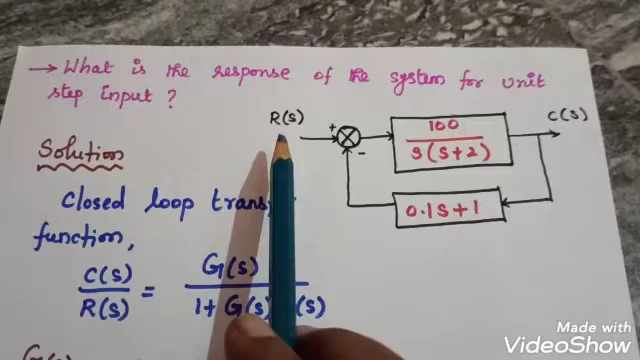 → What is the response of the system for unit
step input ?
R(s)
C(s)
+
-
100
s(s+2)
0.1s+1
Solution
Closed loop
function,
C(s)
R(s)
=
G(s)
1+ G(s) (s)
Made with
VideoShow